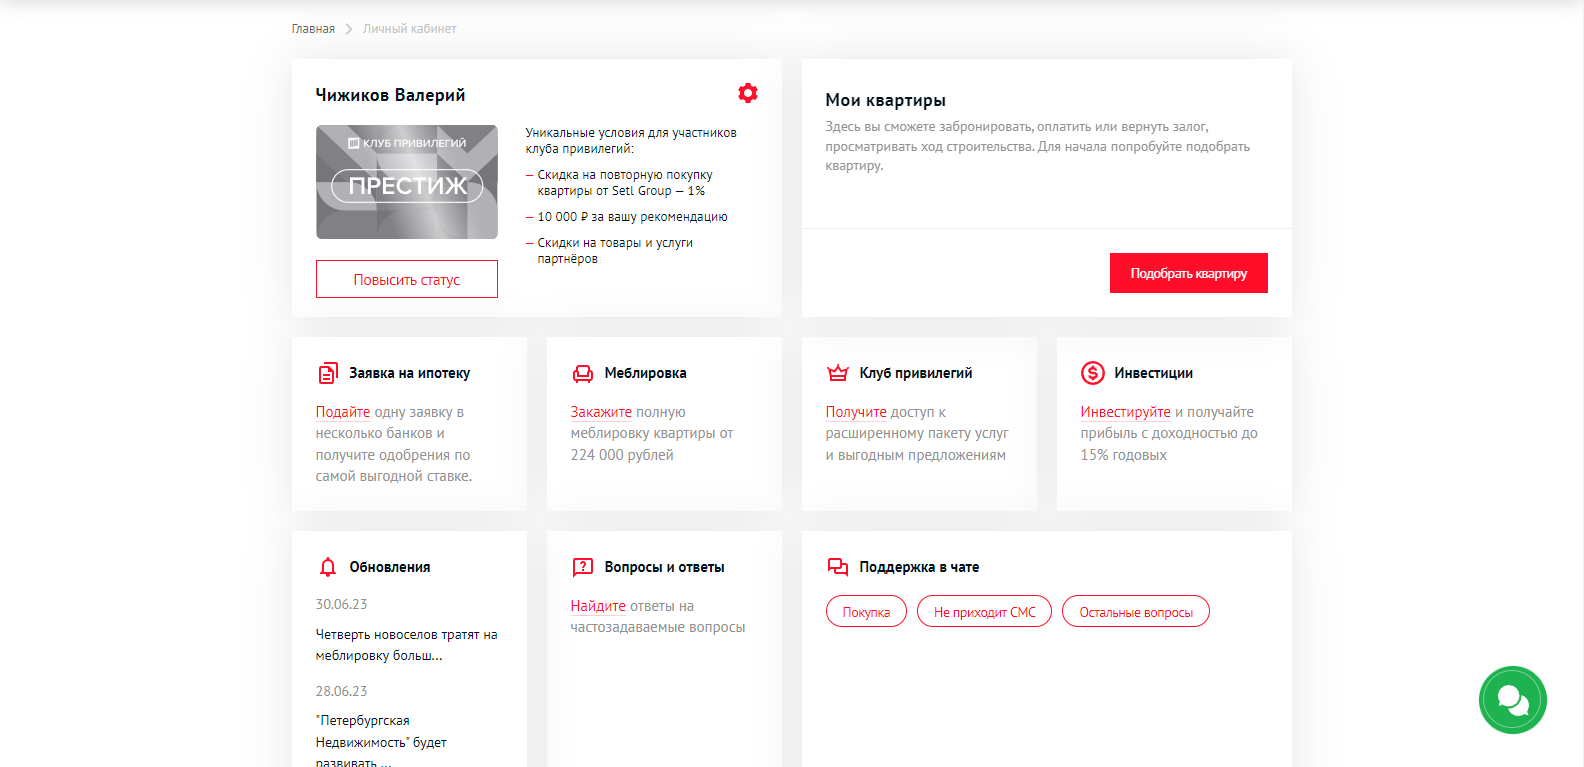 Главная
Личный кабинет
Чижиков Валерий
КЛУБ ПРИВИЛЕГИЙ
ПРЕСТИЖ
Повысить статус
Уникальные условия для участников
клуба привилегий:
— Скидка на повторную покупку
квартиры от Setl Group — 1%
— 10 000 ₽ за вашу рекомендацию
— Скидки на товары и услуги
партнёров
Мои квартиры
Здесь вы сможете забронировать, оплатить или вернуть залог,
просматривать ход строительства. Для начала попробуйте подобрать
квартиру.
Подобрать квартиру
Заявка на ипотеку
Подайте одну заявку в
несколько банков и
получите одобрения по
самой выгодной ставке.
Меблировка
Закажите полную
меблировку квартиры от
224 000 рублей
Клуб привилегий
Получите доступ к
расширенному пакету услуг
и выгодным предложениям
Инвестиции
Инвестируйте и получайте
прибыль с доходностью до
15% годовых
Обновления
30.06.23
Четверть новоселов тратят на
меблировку больш...
28.06.23
"Петербургская
Недвижимость" будет
развивать ...
Вопросы и ответы
Найдите ответы на
частозадаваемые вопросы
Поддержка в чате
Покупка
Не приходит СМС
Остальные вопросы